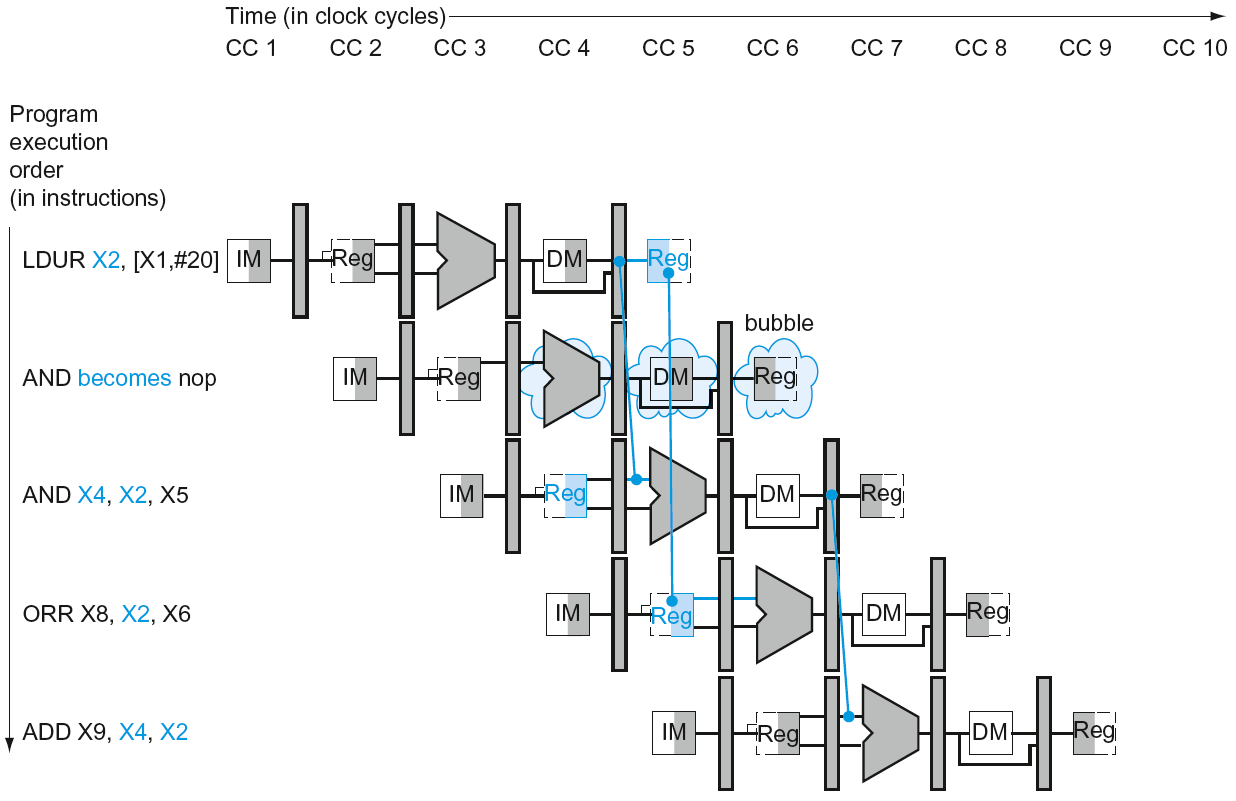 Time (in clock cycles)
CC 1 CC 2 CC 3 CC 4 CC 5 CC 6 CC 7 CC 8 CC 9 CC 10
Program
execution
order
(in instructions)
LDUR X2, [X1,#20] IM Reg DM Reg
bubble
AND becomes nop IM Reg DM Reg
AND X4, X2, X5 IM Reg DM Reg
ORR X8, X2, X6 IM Reg DM Reg
ADD X9, X4, X2 IM Reg DM Reg